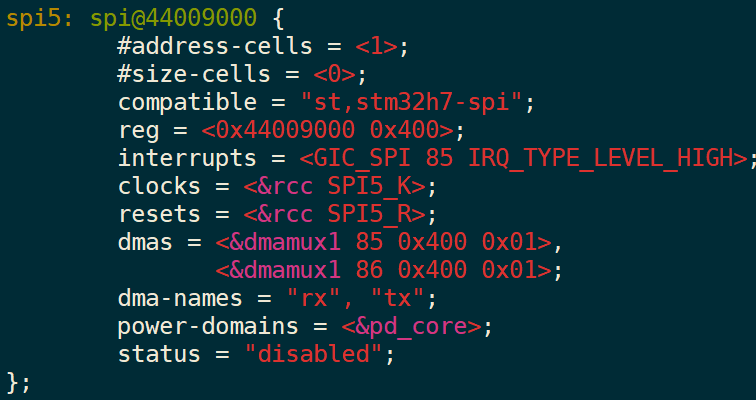 spi5: spi@44009000 {
#address-cells = <1>;
#size-cells = <0>;
compatible = "st,stm32h7-spi";
reg = <0x44009000 0x400>;
interrupts = <GIC_SPI 85 IRQ_TYPE_LEVEL_HIGH>;
clocks = <&rcc SPI5_K>;
resets = <&rcc SPI5_R>;
dmas = <&dmamux1 85 0x400 0x01>,
<&dmamux1 86 0x400 0x01>;
dma-names = "rx", "tx";
power-domains = <&pd_core>;
status = "disabled";
};